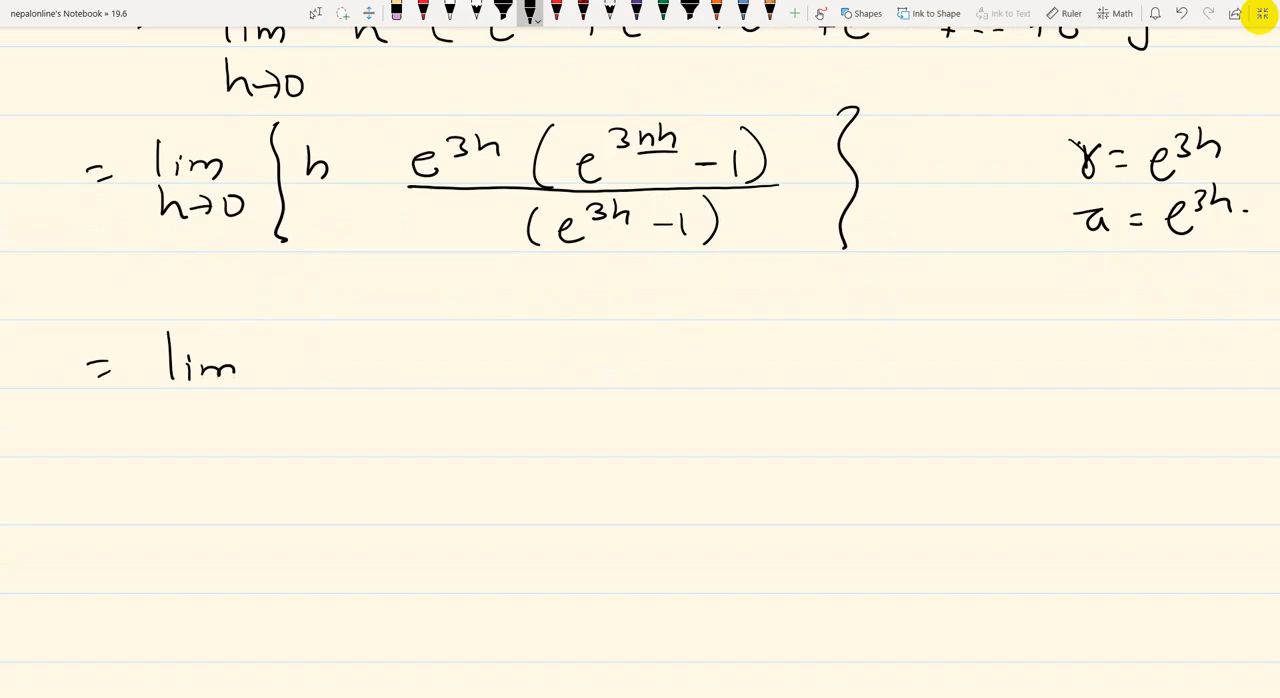 nepalonline's Notebook » 19.6
Shapes Ink to Shape Ink to Text Ruler Math
lim
h→0
= lim h→0 { h e^{3h} (e^{3nh} - 1) / (e^{3h} - 1) }
r = e^{3h}
a = e^{3h}.
= lim